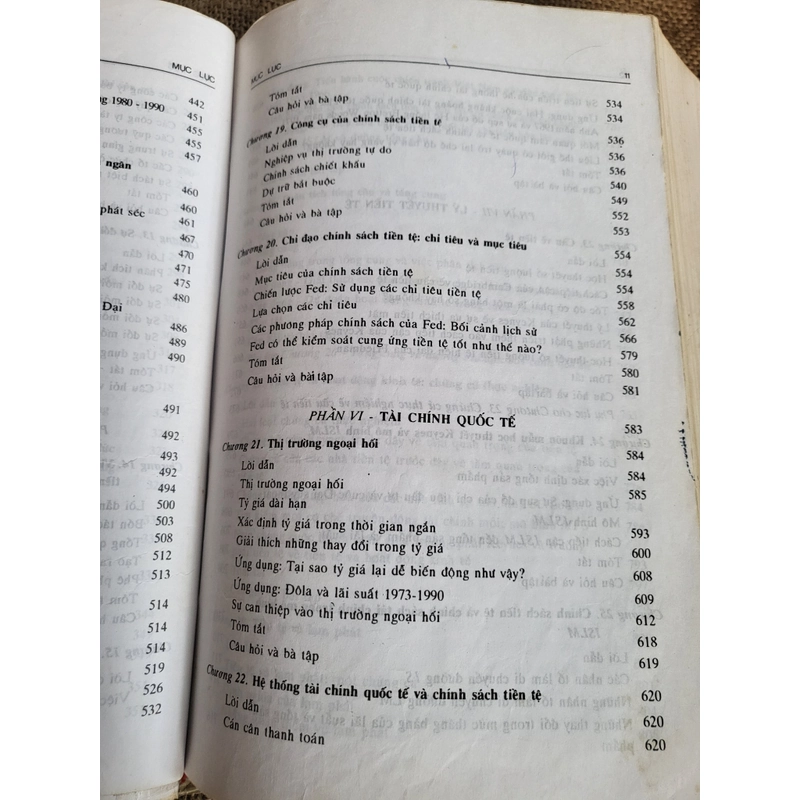 MỤC LỤC
g 1980 - 1990
442
451
455
455
457
ngân
460
460
phát séc
461
467
470
471
475
480
Dại
486
489
490
491
492
493
492
494
500
503
508
512
513
514
514
514
519
526
532
MỤC LỤC 11
Tóm tắt 534
Câu hỏi và bà tập 534
Chương 19. Công cụ của chính sách tiền tệ 536
Lời dẫn 536
Nghiệp vụ thị trường tự do 536
Chính sách chiết khấu 540
Dự trữ bắt buộc 549
Tóm tắt 552
Câu hỏi và bà tập 553
Chương 20. Chỉ đạo chính sách tiền tệ: chỉ tiêu và mục tiêu 554
Lời dẫn 554
Mục tiêu của chính sách tiền tệ 554
Chiến lược Fed: Sử dụng các chỉ tiêu tiền tệ 558
Lựa chọn các chỉ tiêu 562
Các phương pháp chính sách của Fed: Bối cảnh lịch sử 566
Fed có thể kiểm soát cung ứng tiền tệ tốt như thế nào? 579
Tóm tắt 580
Câu hỏi và bài tập 581
PHẦN VI - TÀI CHÍNH QUỐC TẾ 583
Chương 21. Thị trường ngoại hối 584
Lời dẫn 584
Thị trường ngoại hối 585
Tỷ giá dài hạn
Xác định tỷ giá trong thời gian ngắn 593
Giải thích những thay đổi trong tỷ giá 600
Ứng dụng: Tại sao tỷ giá lại dễ biến động như vậy? 608
Ứng dụng: Đôla và lãi suất 1973-1990 609
Sự can thiệp vào thị trường ngoại hối 612
Tóm tắt 618
Câu hỏi và bà tập 619
Chương 22. Hệ thống tài chính quốc tế và chính sách tiền tệ 620
Lời dẫn 620
Cán cân thanh toán 620